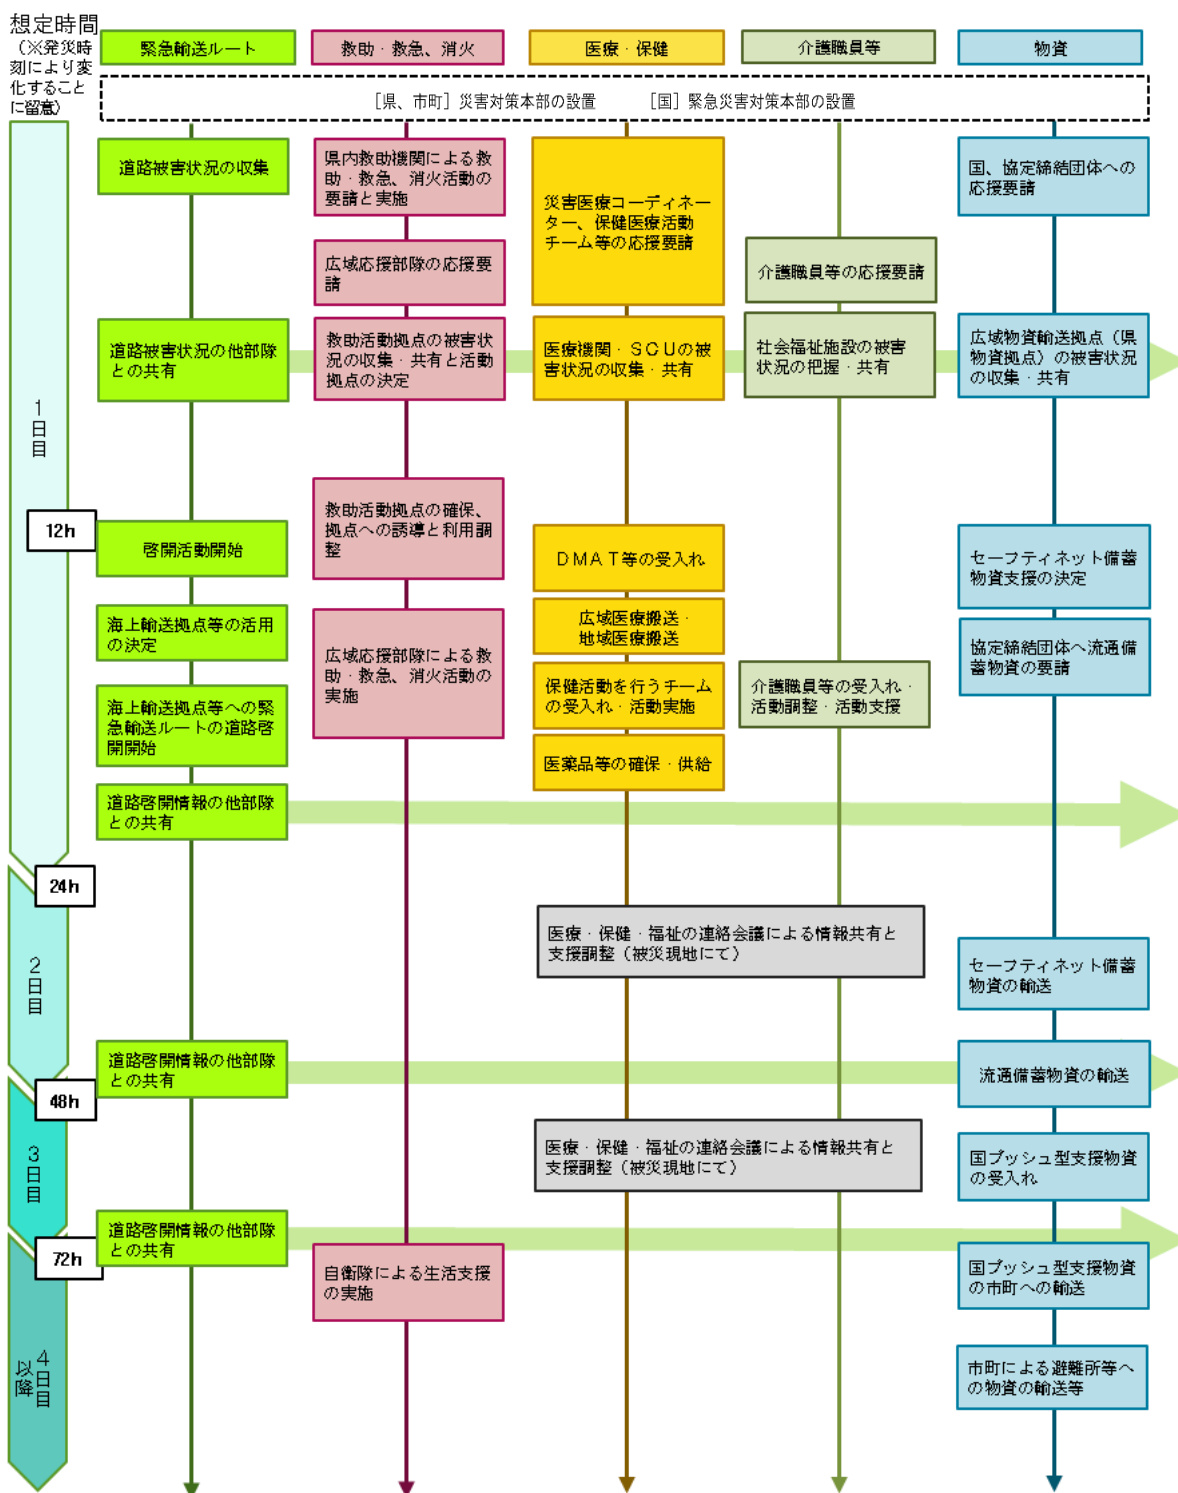 想定時間
（※発災時
刻により変
化すること
に留意）
緊急輸送ルート
救助・救急、消火
医療・保健
介護職員等
物資
［県、市町］災害対策本部の設置　　［国］緊急災害対策本部の設置
1日目
道路被害状況の収集
県内救助機関による救
助・救急、消火活動の
要請と実施
災害医療コーディネー
ター、保健医療活動
チーム等の応援要請
国、協定締結団体への
応援要請
広域応援部隊の応援要
請
介護職員等の応援要請
道路被害状況の他部隊
との共有
救助活動拠点の被害状
況の収集・共有と活動
拠点の決定
医療機関・ＳＣＵの被
害状況の収集・共有
社会福祉施設の被害
状況の把握・共有
広域物資輸送拠点（県
物資拠点）の被害状況
の収集・共有
12h
啓開活動開始
救助活動拠点の確保、
拠点への誘導と利用調
整
ＤＭＡＴ等の受入れ
セーフティネット備蓄
物資支援の決定
海上輸送拠点等の活用
の決定
広域応援部隊による救
助・救急、消火活動の
実施
広域医療搬送・
地域医療搬送
協定締結団体へ流通備
蓄物資の要請
海上輸送拠点等への緊
急輸送ルートの道路啓
開開始
保健活動を行うチーム
の受入れ・活動実施
介護職員等の受入れ・
活動調整・活動支援
医薬品等の確保・供給
道路啓開情報の他部隊
との共有
24h
2日目
医療・保健・福祉の連絡会議による情報共有と
支援調整（被災現地にて）
セーフティネット備蓄
物資の輸送
道路啓開情報の他部隊
との共有
流通備蓄物資の輸送
48h
3日目
医療・保健・福祉の連絡会議による情報共有と
支援調整（被災現地にて）
国プッシュ型支援物資
の受入れ
道路啓開情報の他部隊
との共有
72h
自衛隊による生活支援
の実施
国プッシュ型支援物資
の市町への輸送
4日目
以降
市町による避難所等へ
の物資の輸送等